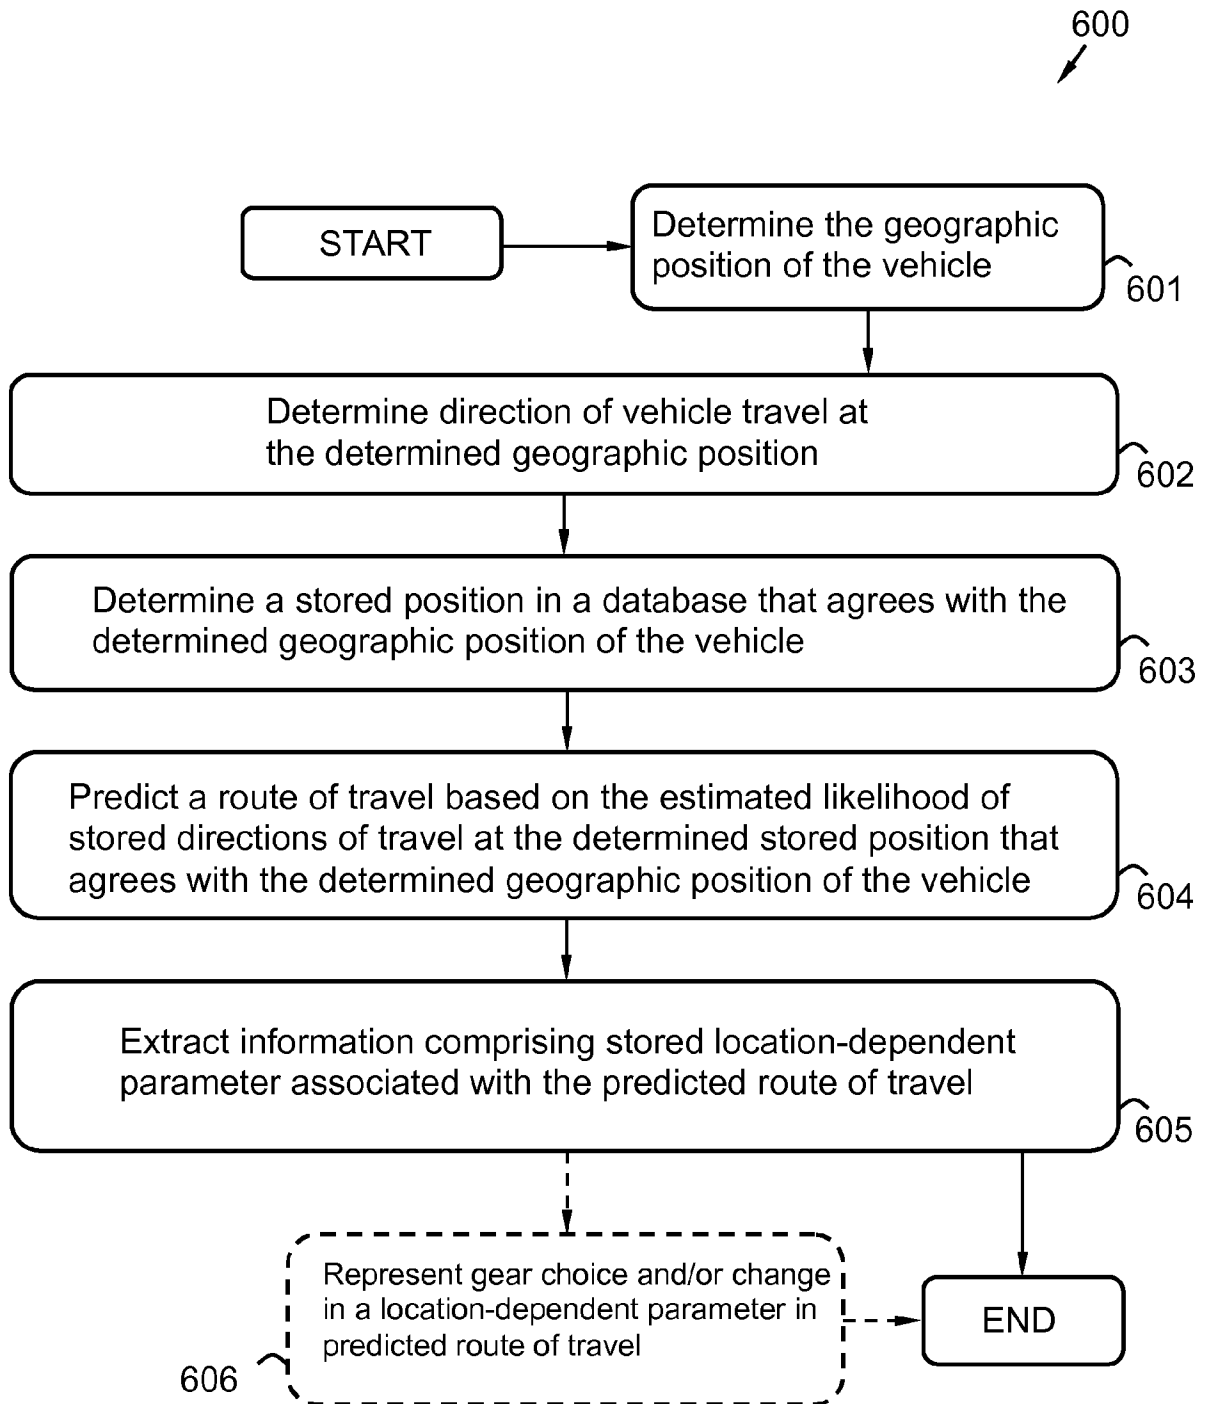 600
START
Determine the geographic
position of the vehicle
601
Determine direction of vehicle travel at
the determined geographic position
602
Determine a stored position in a database that agrees with the
determined geographic position of the vehicle
603
Predict a route of travel based on the estimated likelihood of
stored directions of travel at the determined stored position that
agrees with the determined geographic position of the vehicle
604
Extract information comprising stored location-dependent
parameter associated with the predicted route of travel
605
Represent gear choice and/or change
in a location-dependent parameter in
predicted route of travel
606
END